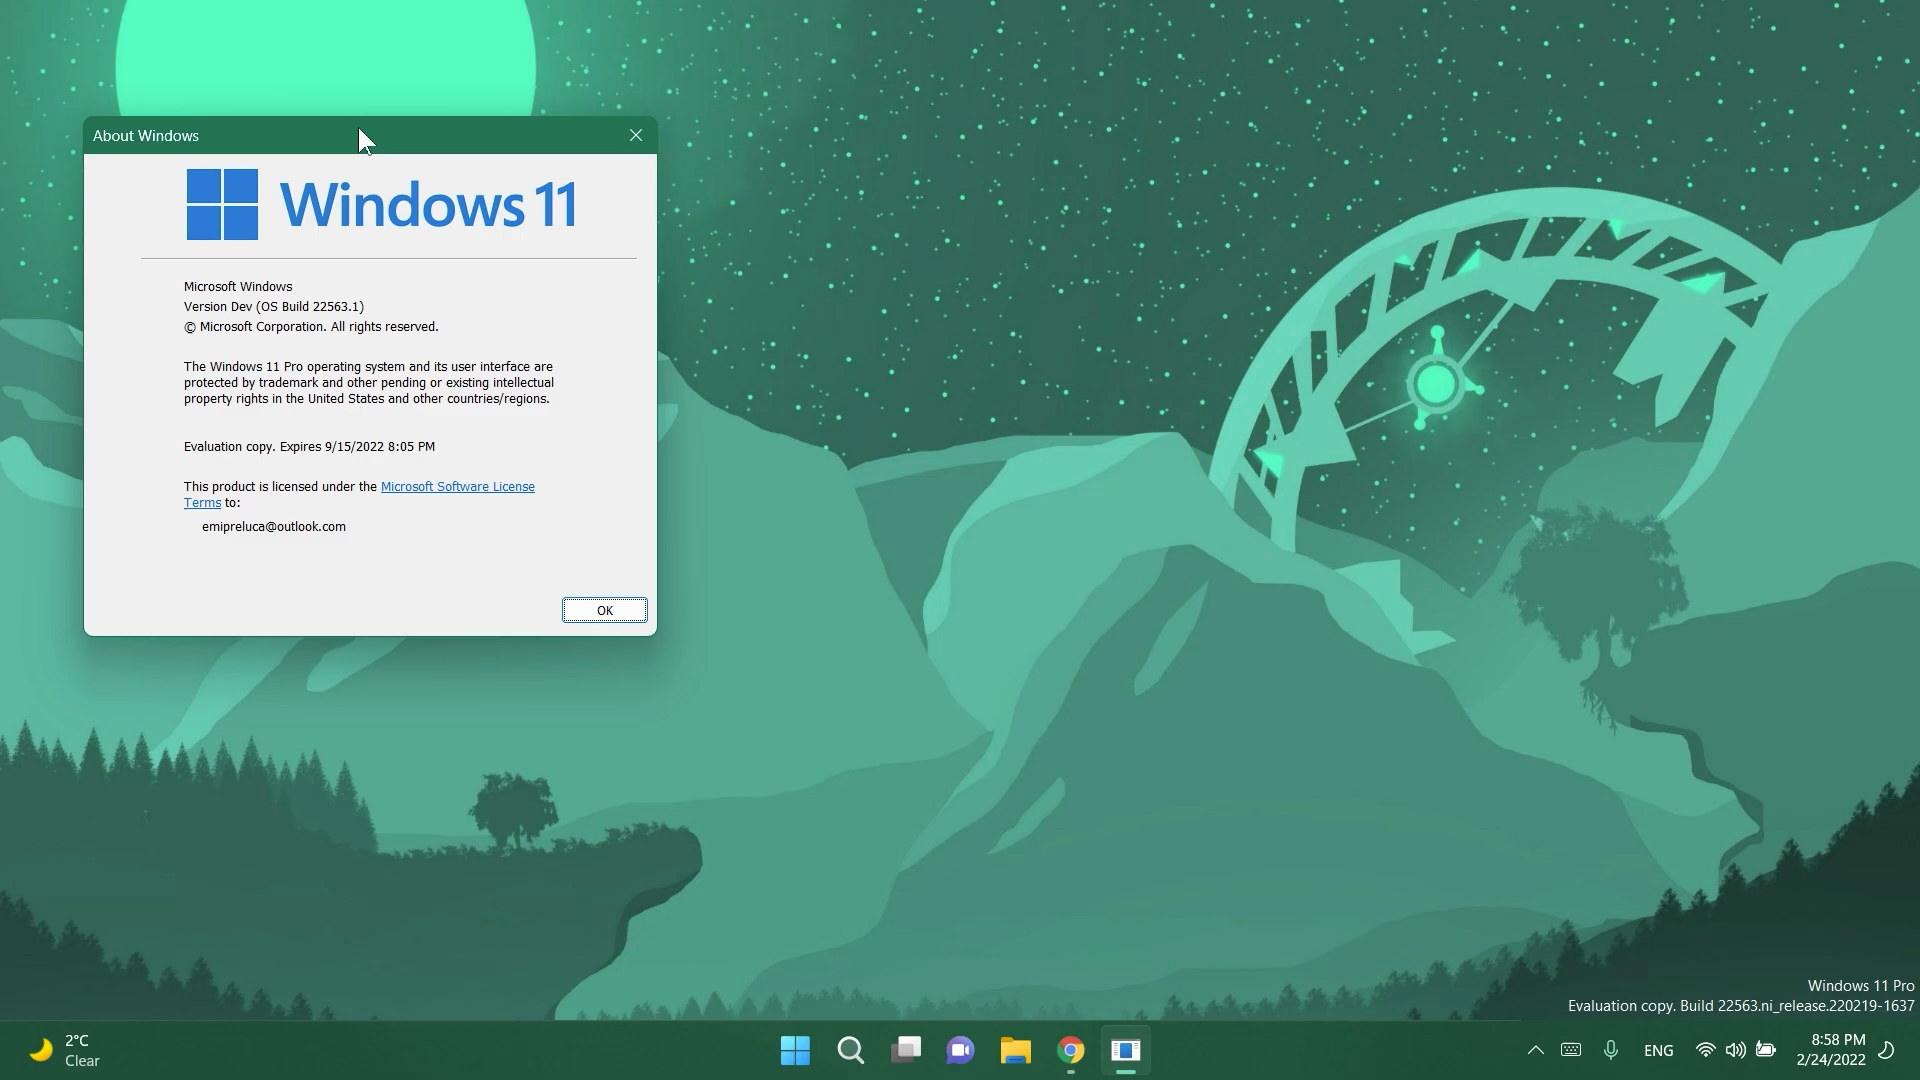 About Windows
Windows 11
Microsoft Windows
Version Dev (OS Build 22563.1)
© Microsoft Corporation. All rights reserved.
The Windows 11 Pro operating system and its user interface are
protected by trademark and other pending or existing intellectual
property rights in the United States and other countries/regions.
Evaluation copy. Expires 9/15/2022 8:05 PM
This product is licensed under the Microsoft Software License
Terms to:
emipreluca@outlook.com
OK
Windows 11 Pro
Evaluation copy. Build 22563.ni_release.220219-1637
2°C
Clear
ENG
8:58 PM
2/24/2022